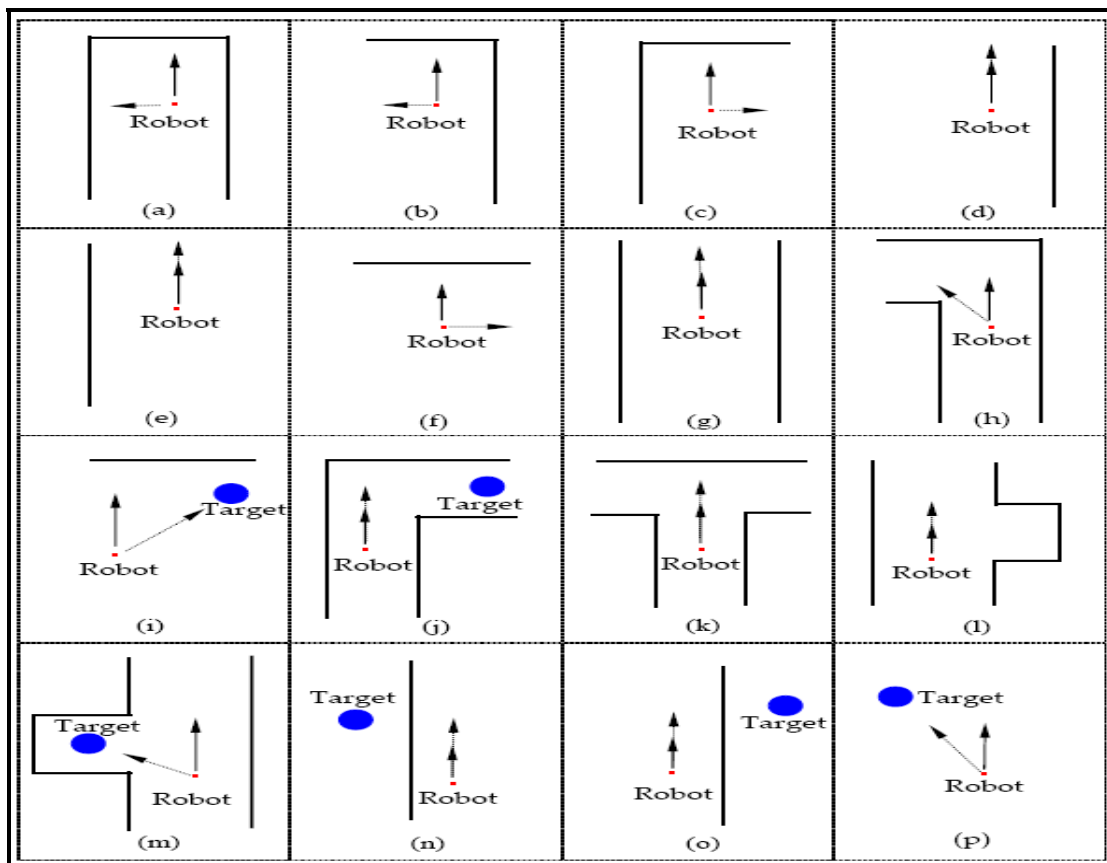 Robot
(a)
Robot
(b)
Robot
(c)
Robot
(d)
Robot
(e)
Robot
(f)
Robot
(g)
Robot
(h)
Target
Robot
(i)
Target
Robot
(j)
Robot
(k)
Robot
(l)
Target
Robot
(m)
Target
Robot
(n)
Target
Robot
(o)
Target
Robot
(p)